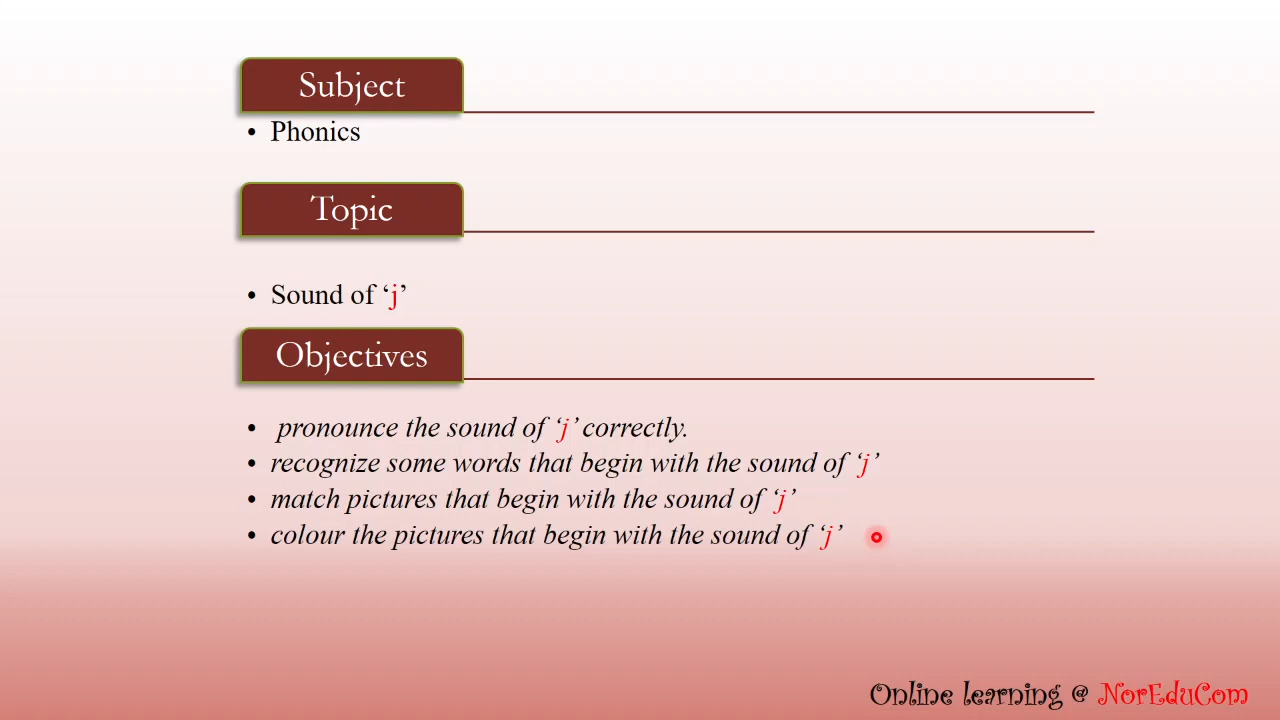 Subject
• Phonics
Topic
• Sound of ‘j’
Objectives
• pronounce the sound of ‘j’ correctly.
• recognize some words that begin with the sound of ‘j’
• match pictures that begin with the sound of ‘j’
• colour the pictures that begin with the sound of ‘j’
Online learning @ NorEduCom